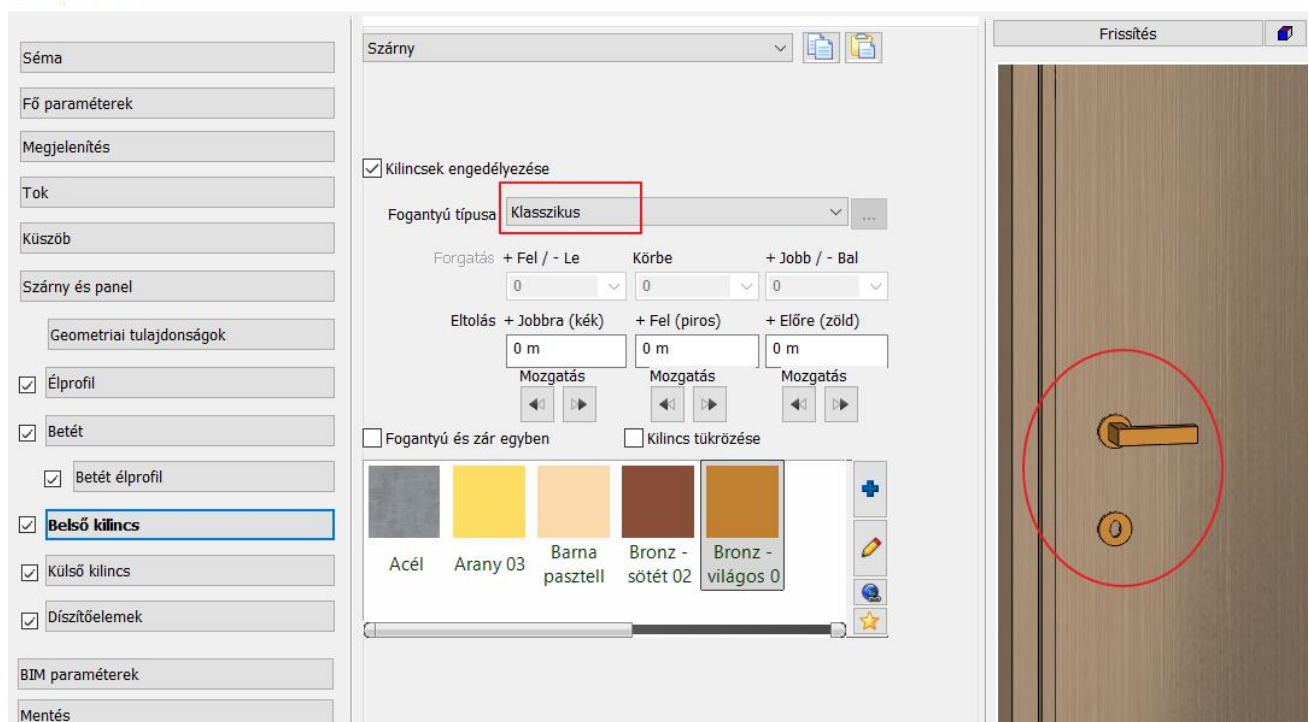 Séma
Fő paraméterek
Megjelenítés
Tok
Küszöb
Szárny és panel
Geometriai tulajdonságok
Élprofil
Betét
Betét élprofil
Belső kilincs
Külső kilincs
Díszítőelemek
BIM paraméterek
Mentés
Szárny
Kilincsek engedélyezése
Fogantyú típusa Klasszikus ...
Forgatás + Fel / - Le Körbe + Jobb / - Bal
0 0 0
Eltolás + Jobbra (kék) + Fel (piros) + Előre (zöld)
0 m 0 m 0 m
Mozgatás Mozgatás Mozgatás
Fogantyú és zár egyben Kilincs tükrözése
Acél Arany 03 Barna pasztell Bronz - sötét 02 Bronz - világos 0
Frissítés